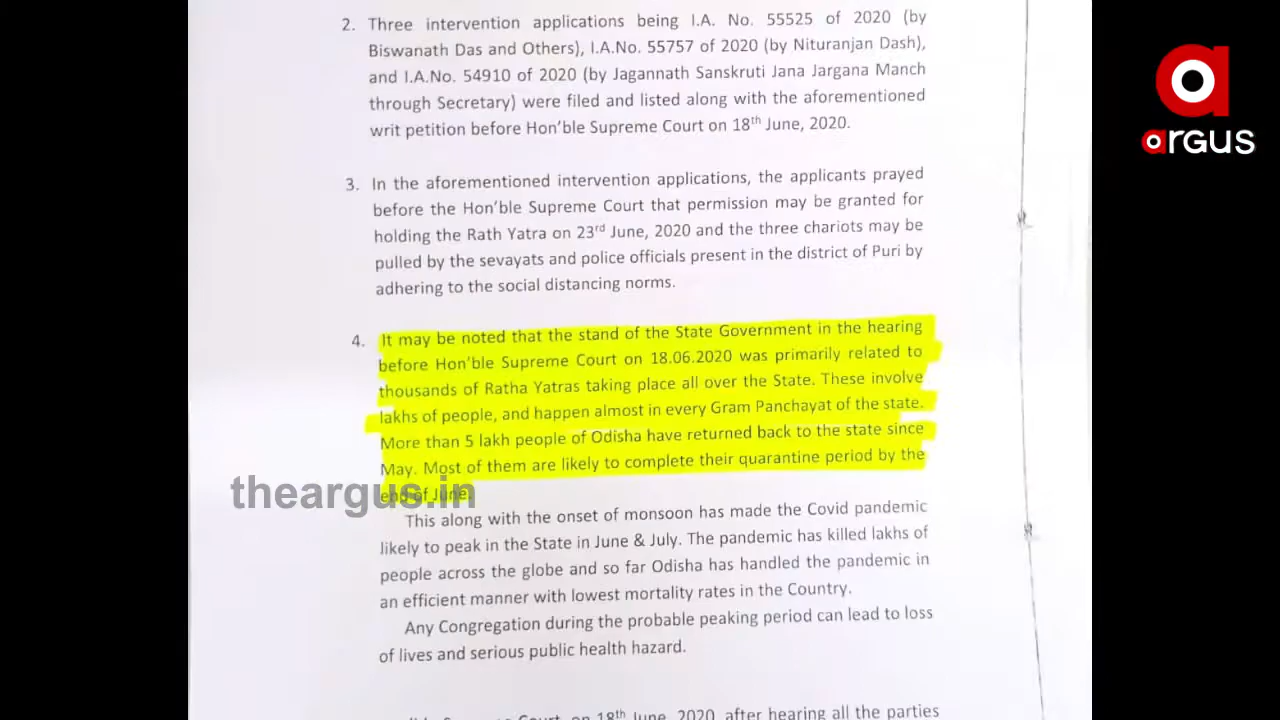 2. Three intervention applications being I.A. No. 55525 of 2020 (by
Biswanath Das and Others), I.A.No. 55757 of 2020 (by Nituranjan Dash),
and I.A.No. 54910 of 2020 (by Jagannath Sanskruti Jana Jargana Manch
through Secretary) were filed and listed along with the aforementioned
writ petition before Hon'ble Supreme Court on 18th June, 2020.
3. In the aforementioned intervention applications, the applicants prayed
before the Hon'ble Supreme Court that permission may be granted for
holding the Rath Yatra on 23rd June, 2020 and the three chariots may be
pulled by the sevayats and police officials present in the district of Puri by
adhering to the social distancing norms.
4. It may be noted that the stand of the State Government in the hearing
before Hon'ble Supreme Court on 18.06.2020 was primarily related to
thousands of Ratha Yatras taking place all over the State. These involve
lakhs of people, and happen almost in every Gram Panchayat of the state.
More than 5 lakh people of Odisha have returned back to the state since
May. Most of them are likely to complete their quarantine period by the
end of June.
This along with the onset of monsoon has made the Covid pandemic
likely to peak in the State in June & July. The pandemic has killed lakhs of
people across the globe and so far Odisha has handled the pandemic in
an efficient manner with lowest mortality rates in the Country.
Any Congregation during the probable peaking period can lead to loss
of lives and serious public health hazard.
Court on 18th June, 2020, after hearing all the parties
theargus.in
argus